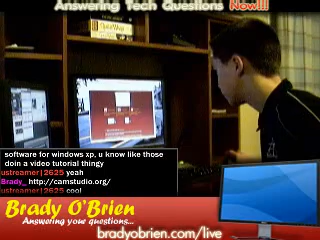 Answering Tech Questions Now!!!
software for windows xp, u know like those
doin a video tutorial thingy
ustreamer|2625 yeah
Brady_ http://camstudio.org/
ustreamer|2625 cool
Brady O'Brien
Answering your questions...
bradyobrien.com/live